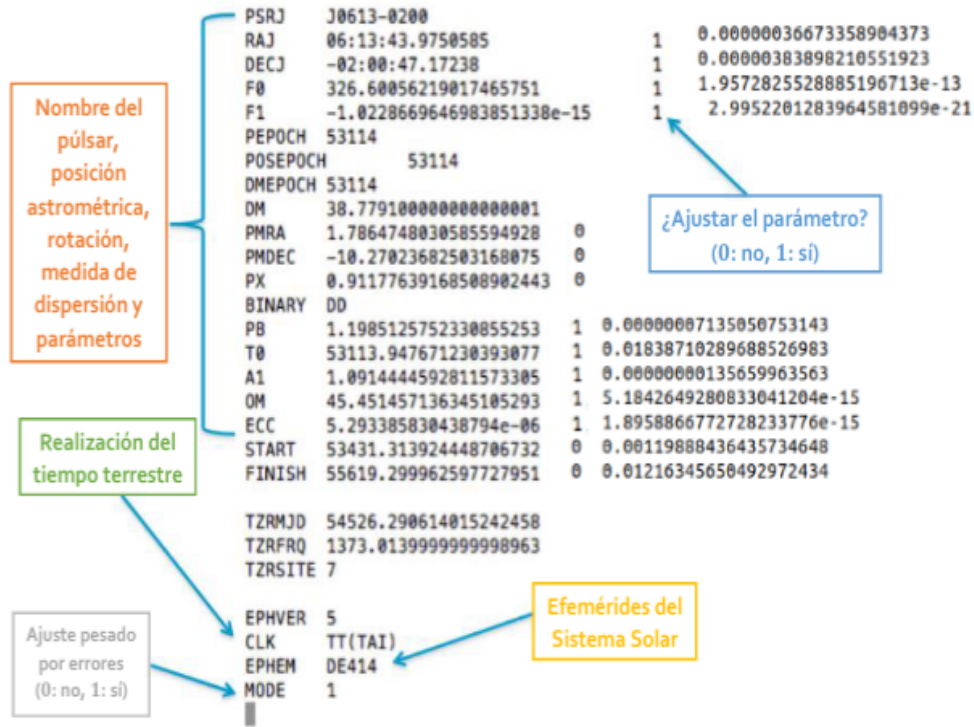 PSRJ J0613-0200
RAJ 06:13:43.9750585 1 0.00000036673358904373
DECJ -02:00:47.17238 1 0.00000383898210551923
F0 326.60056219017465751 1 1.9572825528885196713e-13
F1 -1.0228669646983851338e-15 1 2.9952201283964581099e-21
PEPOCH 53114
POSEPOCH 53114
DMEPOCH 53114
DM 38.779100000000000001
PMRA 1.7864748030585594928 0
PMDEC -10.27023682503168075 0
PX 0.91177639168508902443 0
BINARY DD
PB 1.1985125752330855253 1 0.00000007135050753143
T0 53113.947671230393077 1 0.01838710289688526983
A1 1.0914444592811573305 1 0.00000000135659963563
OM 45.451457136345105293 1 5.1842649280833041204e-15
ECC 5.293385830438794e-06 1 1.8958866772728233776e-15
START 53431.313924448706732 0 0.00119888436435734648
FINISH 55619.299962597727951 0 0.01216345650492972434
TZRMJD 54526.290614015242458
TZRFRQ 1373.0139999999998963
TZRSITE 7
EPHVER 5
CLK TT(TAI)
EPHEM DE414
MODE 1
Nombre del
púlsar,
posición
astrométrica,
rotación,
medida de
dispersión y
parámetros
¿Ajustar el parámetro?
(0: no, 1: sí)
Realización del
tiempo terrestre
Efemérides del
Sistema Solar
Ajuste pesado
por errores
(0: no, 1: sí)